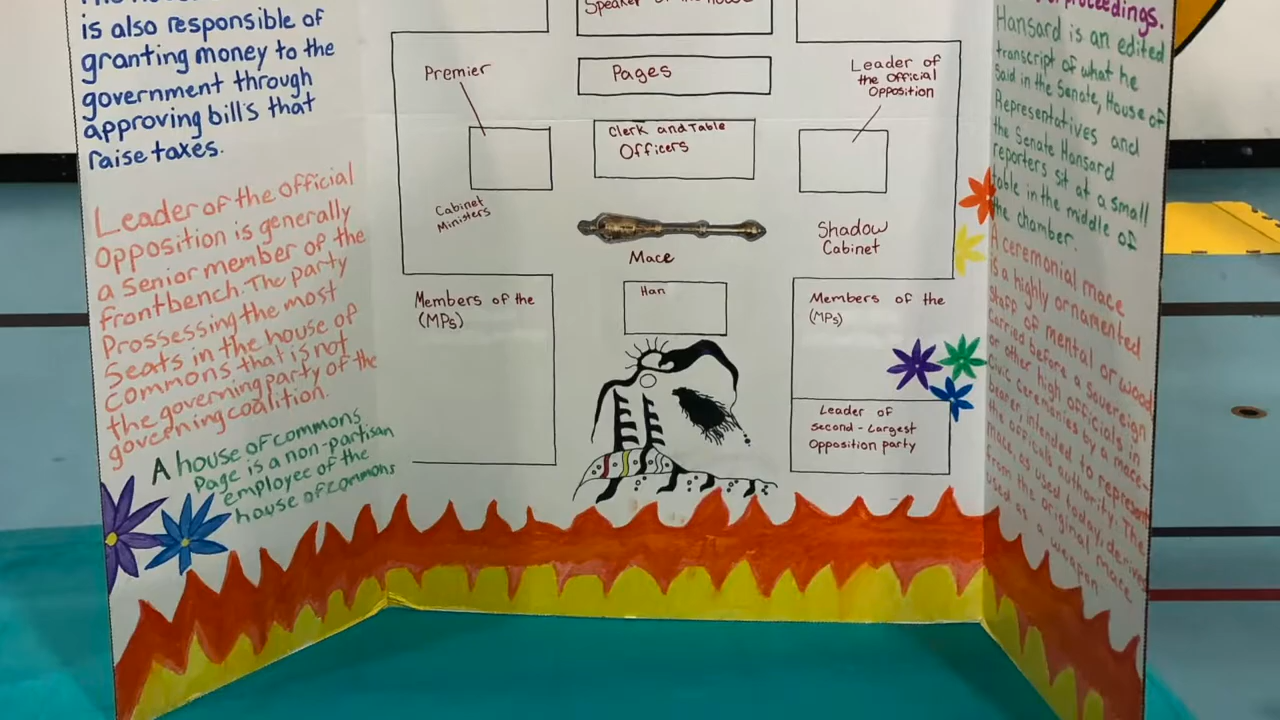 is also responsible of
granting money to the
government through
approving bill's that
raise taxes.
Leader of the official
opposition is generally
a senior member of the
frontbench. The party
Prossessing the most
Seats in the house of
commons that is not
the governing party of the
governing coalition.
A house of commons
Page is a non-partisan
employee of the
house of commons
Speaker of the House
Premier
Pages
Leader of
the Official
Opposition
Clerk and Table
Officers
Cabinet
Ministers
Mace
Shadow
Cabinet
Members of the
(MPs)
Han
Members of the
(MPs)
Leader of
second-Largest
Opposition party
proceedings.
Hansard is an edited
transcript of what he
Said in the Senate, House of
Representatives and
the Senate Hansard
reporters sit at a small
table in the middle of
the chamber.
A ceremonial mace
is a highly ornamented
Staff of mental or wood
carried before a sovereign
or other high officials in
civic ceremonies by a mace-
bearer, intended to represent
the officials authority. The
mace, as used today, derives
from the original mace
used as a weapon